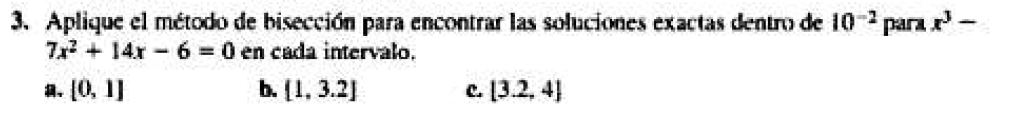 3. Aplique el método de bisección para encontrar las soluciones exactas dentro de 10⁻² para x³ −
7x² + 14x − 6 = 0 en cada intervalo.
a. [0, 1] b. [1, 3.2] c. [3.2, 4]